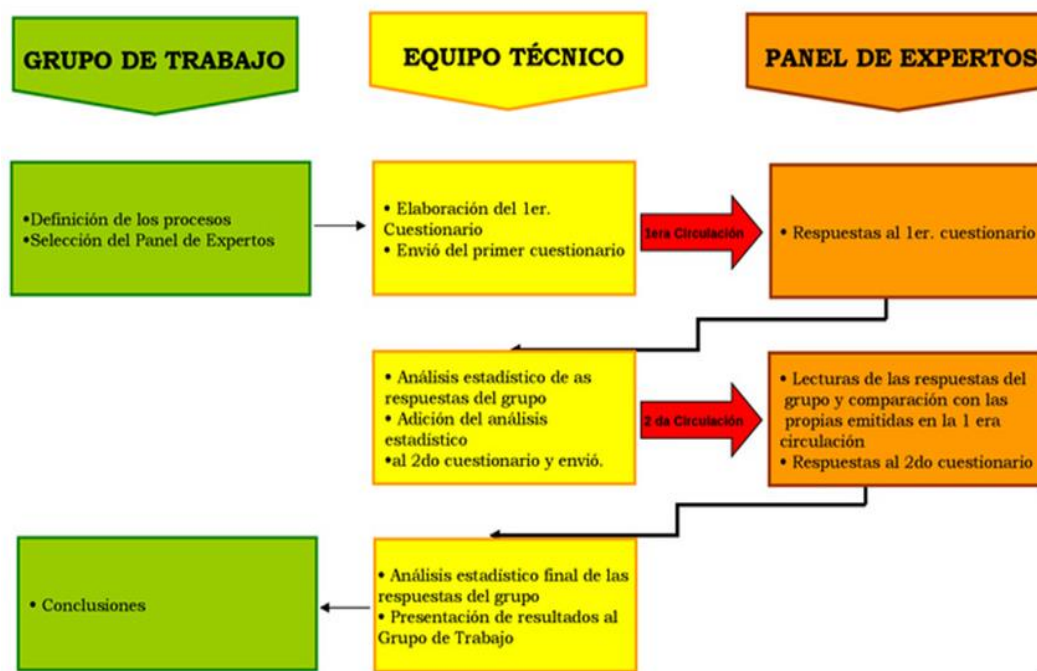 GRUPO DE TRABAJO
EQUIPO TÉCNICO
PANEL DE EXPERTOS
•Definición de los procesos
•Selección del Panel de Expertos
• Elaboración del 1er.
Cuestionario
• Envió del primer cuestionario
1era Circulación
• Respuestas al 1er. cuestionario
• Análisis estadístico de as
respuestas del grupo
• Adición del análisis
estadístico
•al 2do cuestionario y envió.
2 da Circulación
• Lecturas de las respuestas del
grupo y comparación con las
propias emitidas en la 1 era
circulación
• Respuestas al 2do cuestionario
• Análisis estadístico final de las
respuestas del grupo
• Presentación de resultados al
Grupo de Trabajo
• Conclusiones